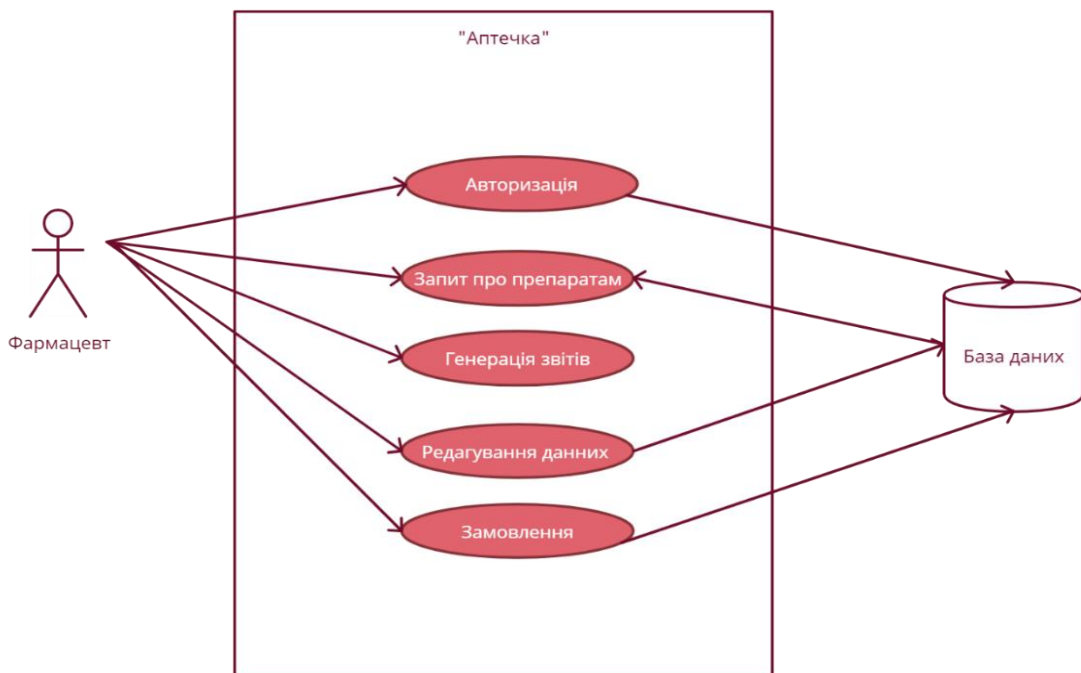 "Аптечка"
Авторизація
Запит про препаратам
Генерація звітів
Редагування данних
Замовлення
Фармацевт
База даних